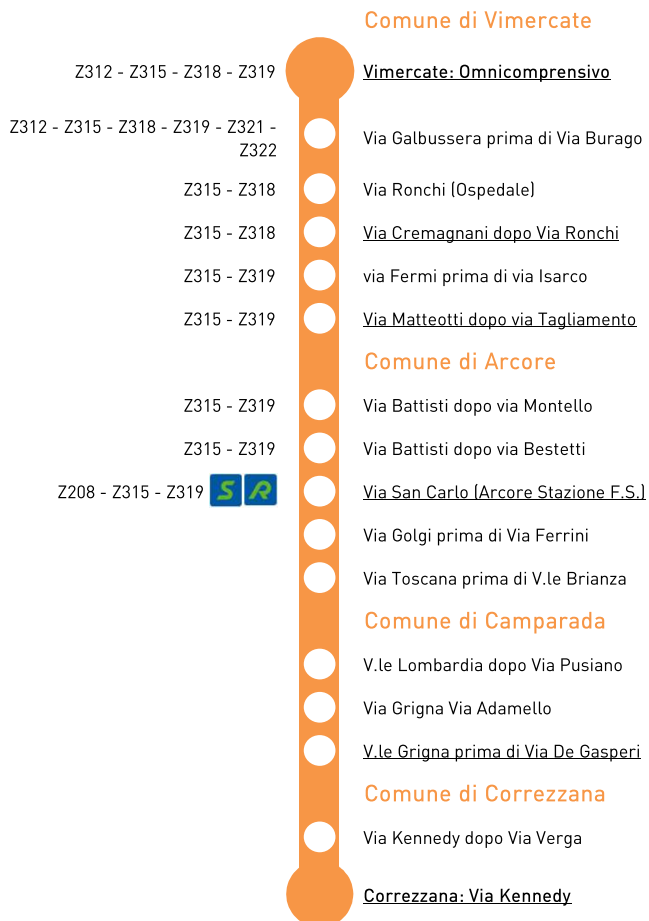 Comune di Vimercate
Z312 - Z315 - Z318 - Z319 Vimercate: Omnicomprensivo
Z312 - Z315 - Z318 - Z319 - Z321 -
Z322
Via Galbussera prima di Via Burago
Z315 - Z318 Via Ronchi (Ospedale)
Z315 - Z318 Via Cremagnani dopo Via Ronchi
Z315 - Z319 via Fermi prima di via Isarco
Z315 - Z319 Via Matteotti dopo via Tagliamento
Comune di Arcore
Z315 - Z319 Via Battisti dopo via Montello
Z315 - Z319 Via Battisti dopo via Bestetti
Z208 - Z315 - Z319 S R Via San Carlo (Arcore Stazione F.S.)
Via Golgi prima di Via Ferrini
Via Toscana prima di V.le Brianza
Comune di Camparada
V.le Lombardia dopo Via Pusiano
Via Grigna Via Adamello
V.le Grigna prima di Via De Gasperi
Comune di Correzzana
Via Kennedy dopo Via Verga
Correzzana: Via Kennedy